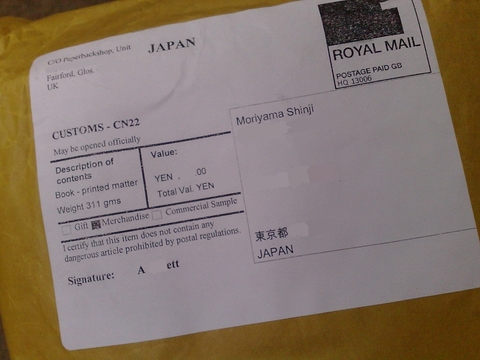 C/O Paperbackshop, Unit
JAPAN
Fairford, Glos.
UK
ROYAL MAIL
POSTAGE PAID GB
HQ 13006
CUSTOMS - CN22
May be opened officially
Description of contents
Value:
Book - printed matter
YEN . .00
Weight 311 gms
Total Val. YEN
Gift Merchandise Commercial Sample
I certify that this item does not contain any
dangerous article prohibited by postal regulations.
Signature: A ett
Moriyama Shinji
東京都
JAPAN